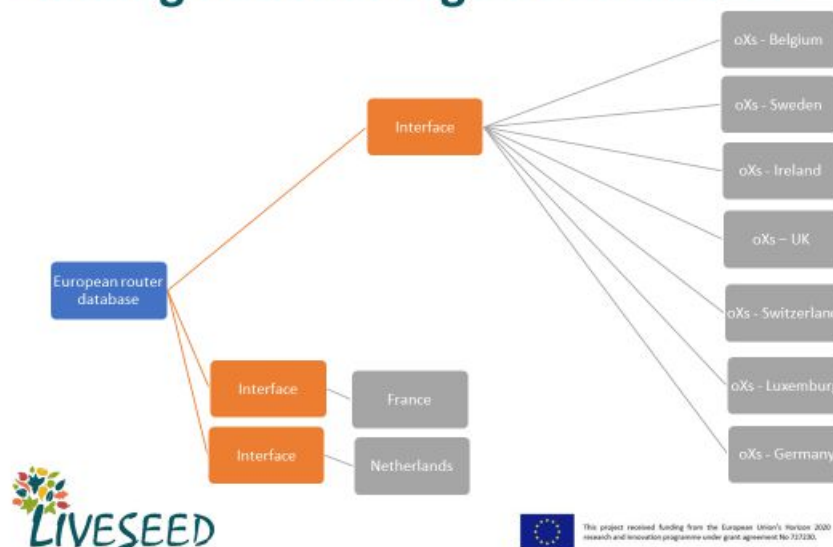 oXs - Belgium
oXs - Sweden
Interface
oXs - Ireland
oXs – UK
European router
database
oXs - Switzerland
Interface
France
oXs - Luxemburg
Interface
Netherlands
oXs - Germany
LIVESEED
This project received funding from the European Union's Horizon 2020
research and innovation programme under grant agreement No 727230.